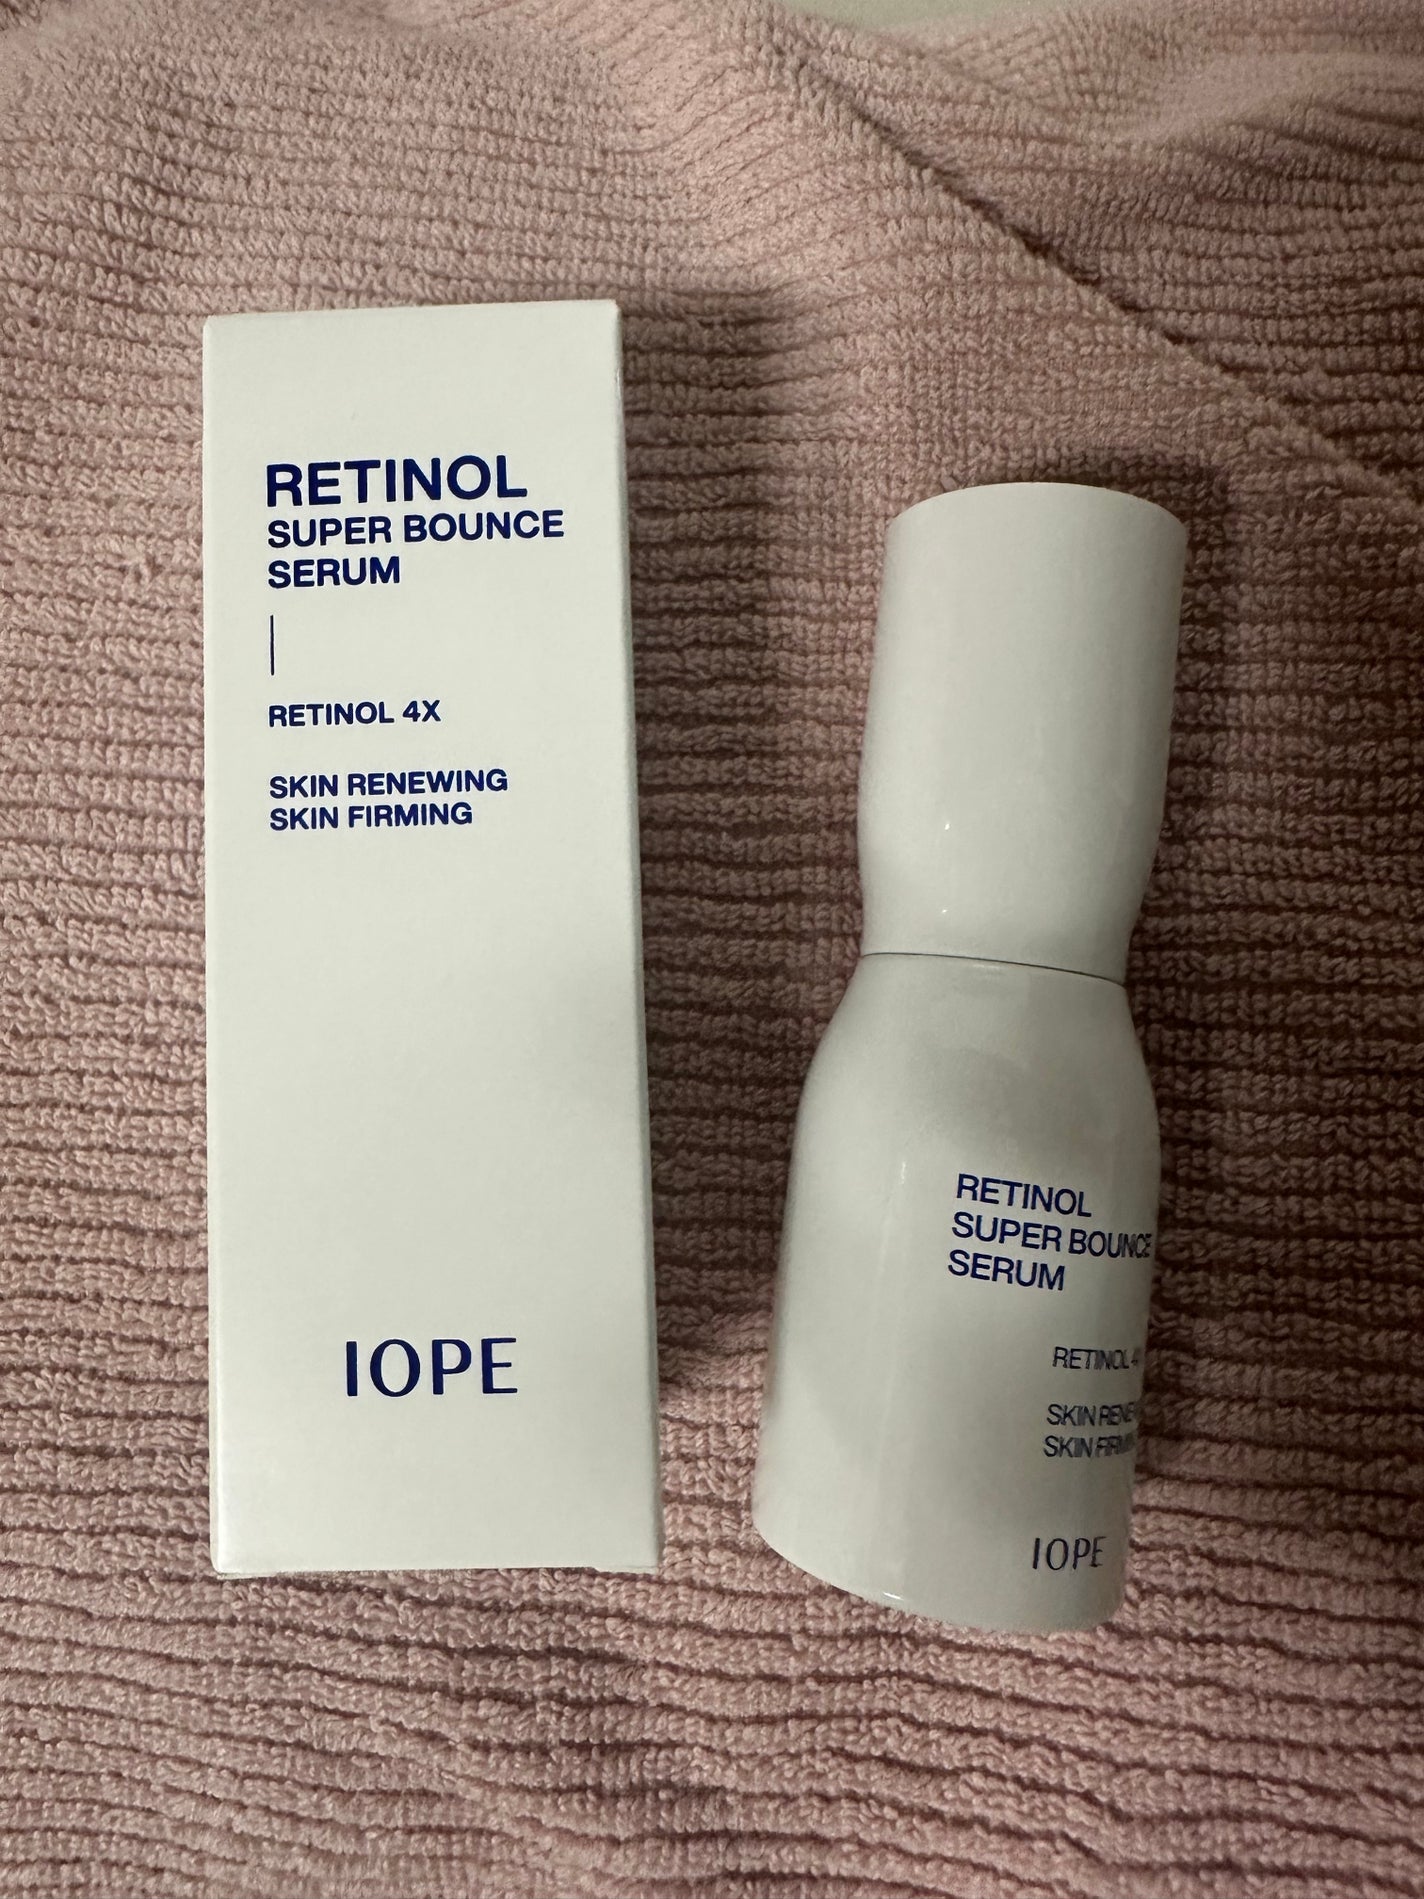 RETINOL
SUPER BOUNCE
SERUM
RETINOL 4X
SKIN RENEWING
SKIN FIRMING
IOPE
RETINOL
SUPER BOUNCE
SERUM
RETINOL
SKIN
SKIN
IOPE